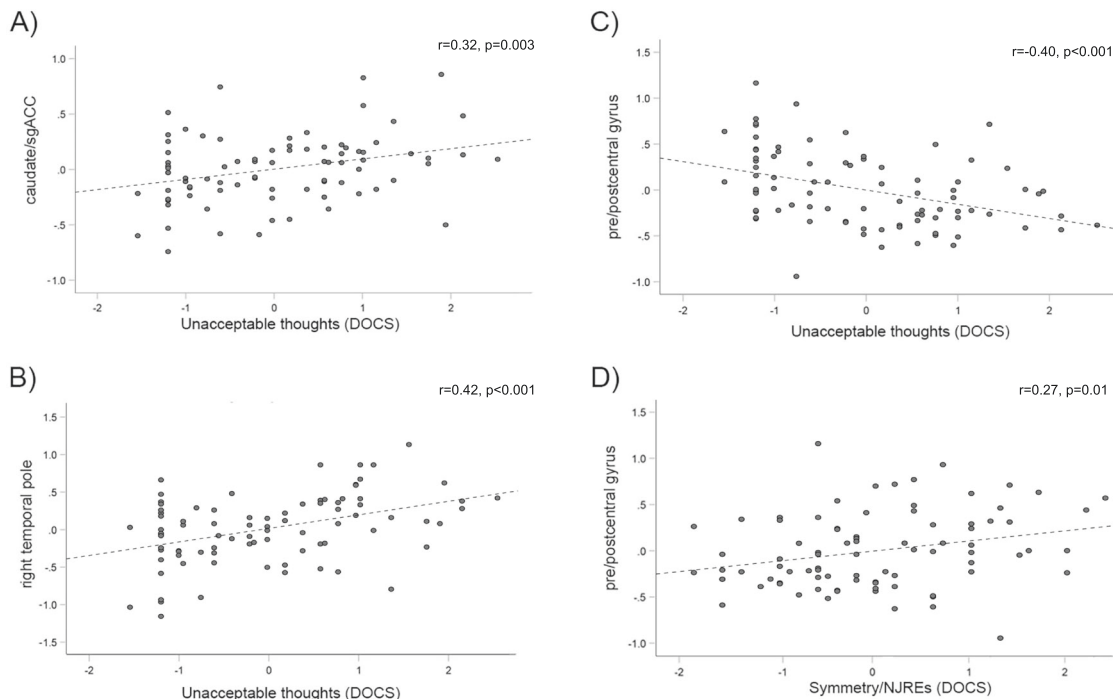 A)
r=0.32, p=0.003
caudate/sgACC
1.0
.5
.0
-.5
-1.0
-2
-1
0
1
2
Unacceptable thoughts (DOCS)
C)
r=-0.40, p<0.001
pre/postcentral gyrus
1.5
1.0
.5
.0
-.5
-1.0
-2
-1
0
1
2
Unacceptable thoughts (DOCS)
B)
r=0.42, p<0.001
right temporal pole
1.5
1.0
.5
.0
-.5
-1.0
-1.5
-2
-1
0
1
2
Unacceptable thoughts (DOCS)
D)
r=0.27, p=0.01
pre/postcentral gyrus
1.5
1.0
.5
.0
-.5
-1.0
-2
-1
0
1
2
Symmetry/NJREs (DOCS)